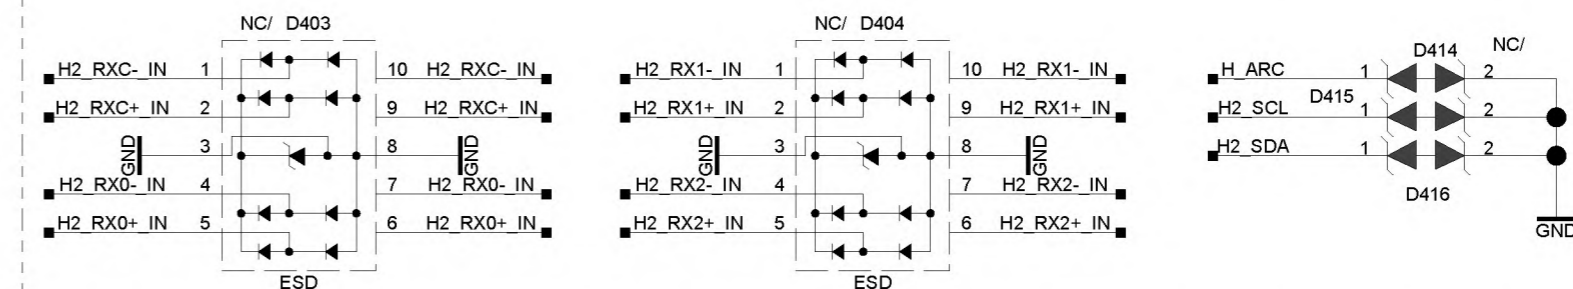 NC/ D403
H2_RXC-_IN 1 10 H2_RXC-_IN
H2_RXC+_IN 2 9 H2_RXC+_IN
GND 3 8 GND
H2_RX0-_IN 4 7 H2_RX0-_IN
H2_RX0+_IN 5 6 H2_RX0+_IN
ESD
NC/ D404
H2_RX1-_IN 1 10 H2_RX1-_IN
H2_RX1+_IN 2 9 H2_RX1+_IN
GND 3 8 GND
H2_RX2-_IN 4 7 H2_RX2-_IN
H2_RX2+_IN 5 6 H2_RX2+_IN
ESD
D414 NC/
H_ARC 1 2
D415
H2_SCL 1 2
H2_SDA 1 2
D416
GND